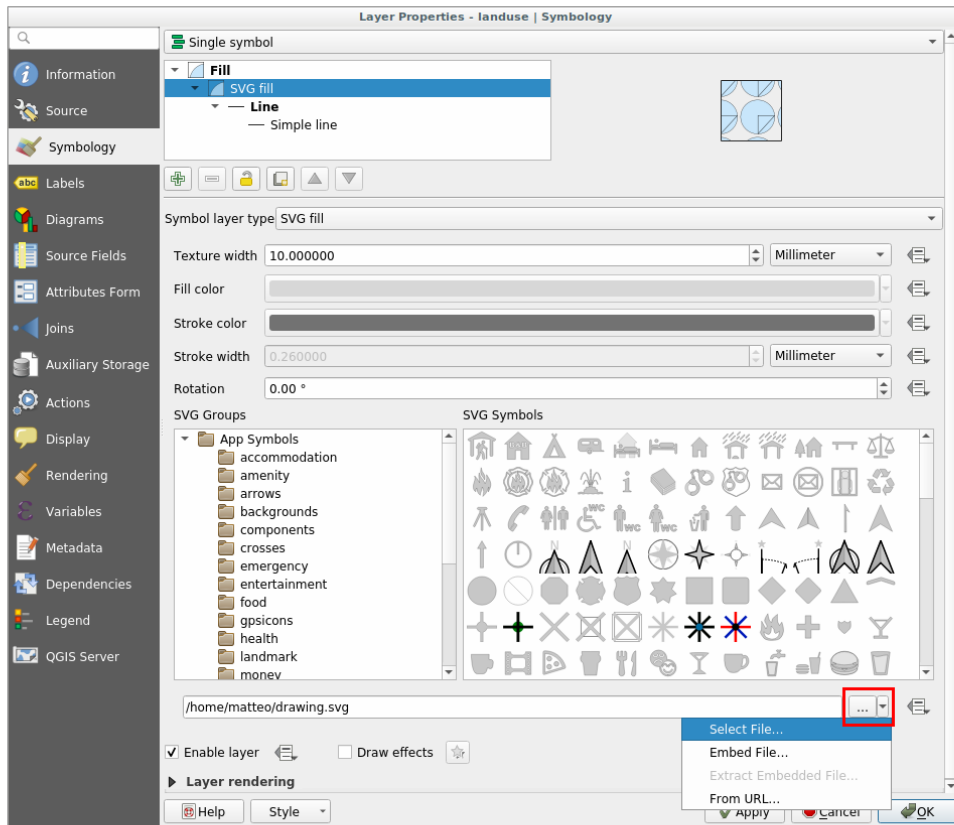 Layer Properties - landuse | Symbology
Single symbol
Information
Source
Symbology
Labels
Diagrams
Source Fields
Attributes Form
Joins
Auxiliary Storage
Actions
Display
Rendering
Variables
Metadata
Dependencies
Legend
QGIS Server
abc
Fill
SVG fill
Line
Simple line
Symbol layer type SVG fill
Texture width 10.000000 Millimeter
Fill color
Stroke color
Stroke width 0.260000 Millimeter
Rotation 0.00 °
SVG Groups
App Symbols
accommodation
amenity
arrows
backgrounds
components
crosses
emergency
entertainment
food
gpsicons
health
landmark
money
SVG Symbols
i
WC
WC
WC
N
N
/home/matteo/drawing.svg
...
Select File...
Embed File...
Extract Embedded File...
From URL...
Enable layer
Draw effects
Layer rendering
Help
Style
Apply
Cancel
OK